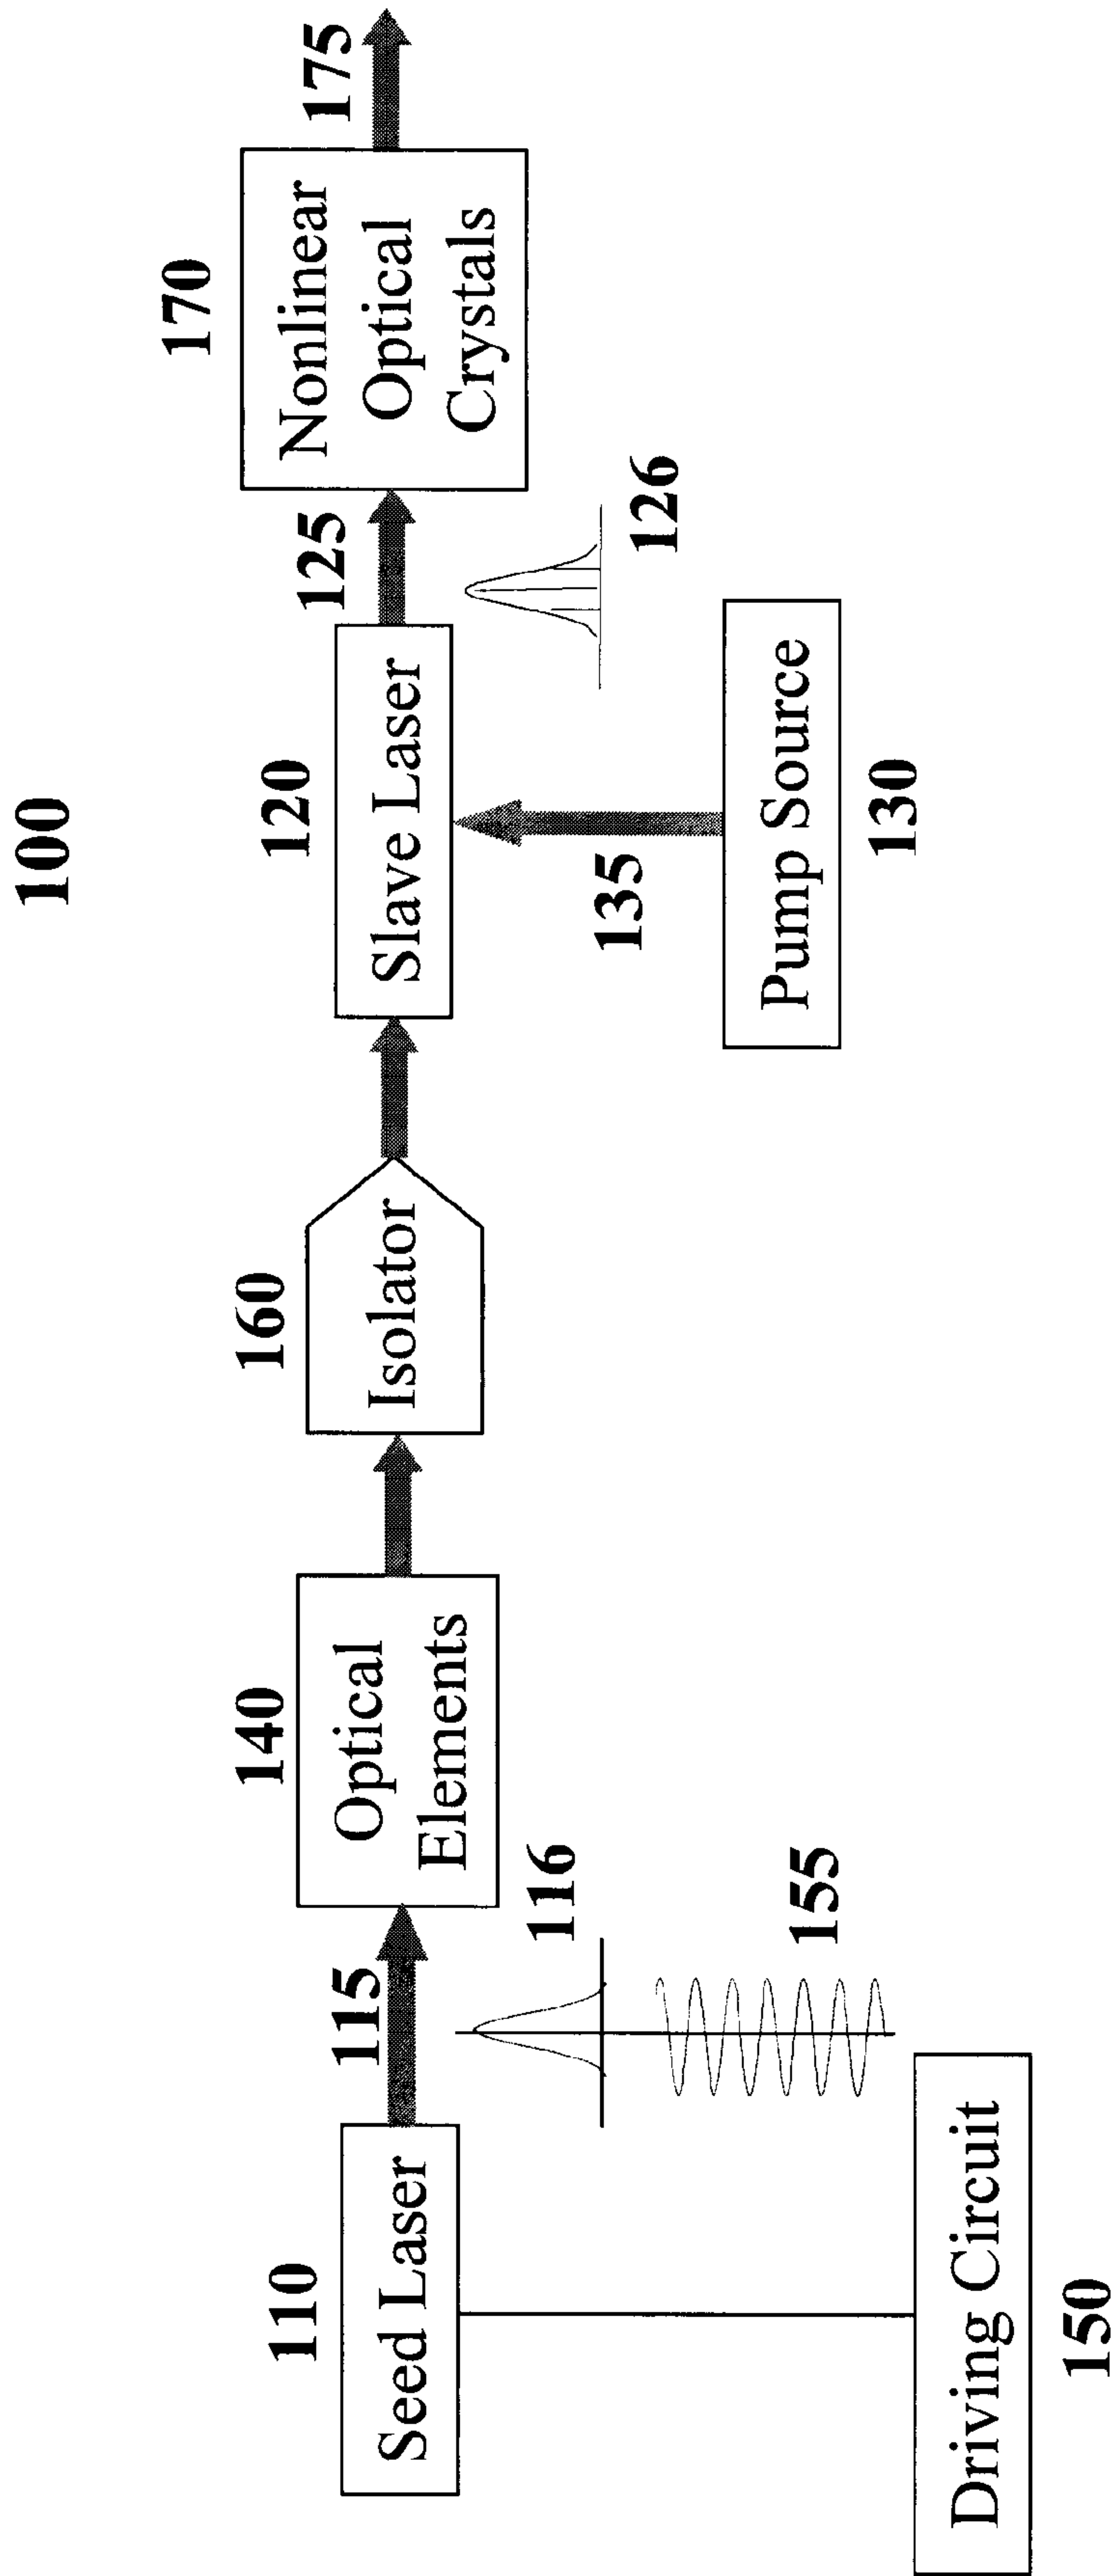 100
110
Seed Laser
115
116
155
Driving Circuit
150
140
Optical
Elements
160
Isolator
120
Slave Laser
125
126
135
Pump Source
130
170
Nonlinear
Optical
Crystals
175